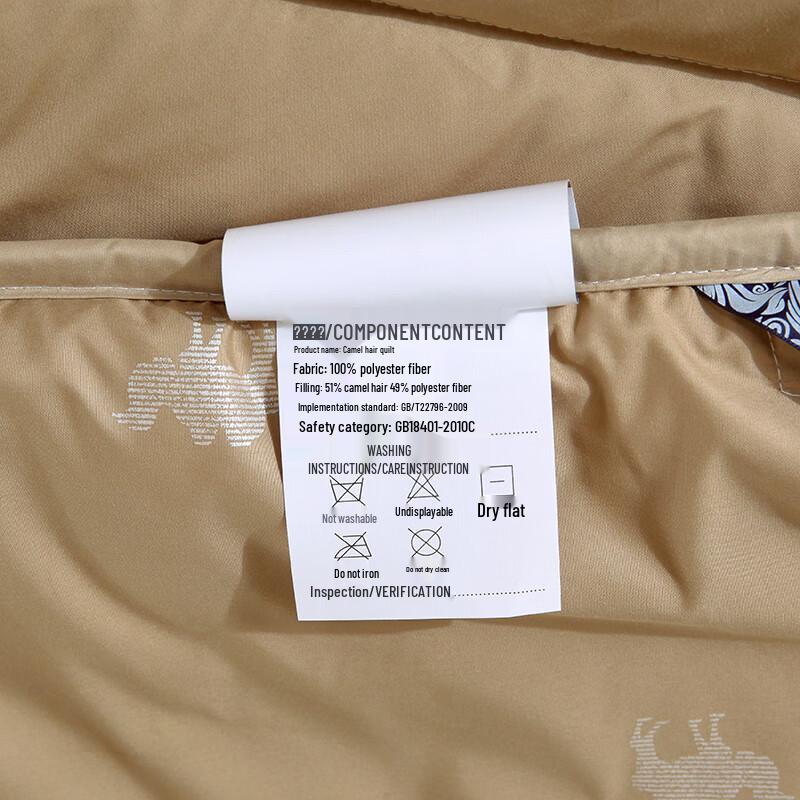 ????/COMPONENTCONTENT
Product name: Camel hair quilt
Fabric: 100% polyester fiber
Filling: 51% camel hair 49% polyester fiber
Implementation standard: GB/T22796-2009
Safety category: GB18401-2010C
WASHING
INSTRUCTIONS/CAREINSTRUCTION
Not washable
Undisplayable
Dry flat
Do not iron
Do not dry clean
Inspection/VERIFICATION